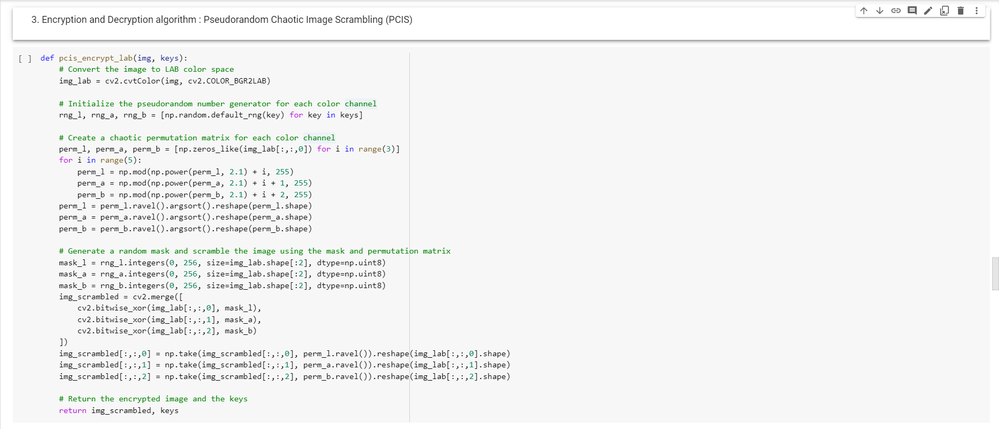 3. Encryption and Decryption algorithm : Pseudorandom Chaotic Image Scrambling (PCIS)
[ ] def pcis_encrypt_lab(img, keys):
    # Convert the image to LAB color space
    img_lab = cv2.cvtColor(img, cv2.COLOR_BGR2LAB)

    # Initialize the pseudorandom number generator for each color channel
    rng_l, rng_a, rng_b = [np.random.default_rng(key) for key in keys]

    # Create a chaotic permutation matrix for each color channel
    perm_l, perm_a, perm_b = [np.zeros_like(img_lab[:,:,0]) for i in range(3)]
    for i in range(5):
        perm_l = np.mod(np.power(perm_l, 2.1) + i, 255)
        perm_a = np.mod(np.power(perm_a, 2.1) + i + 1, 255)
        perm_b = np.mod(np.power(perm_b, 2.1) + i + 2, 255)
    perm_l = perm_l.ravel().argsort().reshape(perm_l.shape)
    perm_a = perm_a.ravel().argsort().reshape(perm_a.shape)
    perm_b = perm_b.ravel().argsort().reshape(perm_b.shape)

    # Generate a random mask and scramble the image using the mask and permutation matrix
    mask_l = rng_l.integers(0, 256, size=img_lab.shape[:2], dtype=np.uint8)
    mask_a = rng_a.integers(0, 256, size=img_lab.shape[:2], dtype=np.uint8)
    mask_b = rng_b.integers(0, 256, size=img_lab.shape[:2], dtype=np.uint8)
    img_scrambled = cv2.merge([
        cv2.bitwise_xor(img_lab[:,:,0], mask_l),
        cv2.bitwise_xor(img_lab[:,:,1], mask_a),
        cv2.bitwise_xor(img_lab[:,:,2], mask_b)
    ])
    img_scrambled[:,:,0] = np.take(img_scrambled[:,:,0], perm_l.ravel()).reshape(img_lab[:,:,0].shape)
    img_scrambled[:,:,1] = np.take(img_scrambled[:,:,1], perm_a.ravel()).reshape(img_lab[:,:,1].shape)
    img_scrambled[:,:,2] = np.take(img_scrambled[:,:,2], perm_b.ravel()).reshape(img_lab[:,:,2].shape)

    # Return the encrypted image and the keys
    return img_scrambled, keys